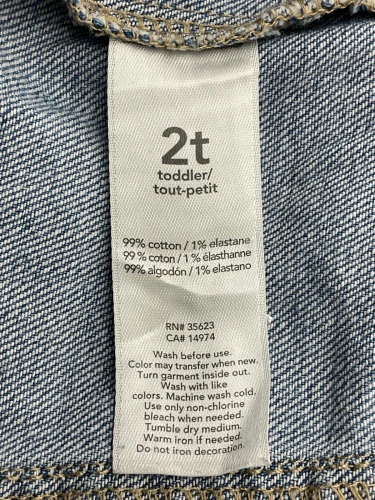 2t
toddler/
tout-petit
99% cotton / 1% elastane
99% coton / 1% élasthanne
99% algodón / 1% elastano
RN# 35623
CA# 14974
Wash before use.
Color may transfer when new.
Turn garment inside out.
Wash with like
colors. Machine wash cold.
Use only non-chlorine
bleach when needed.
Tumble dry medium.
Warm iron if needed.
Do not iron decoration.